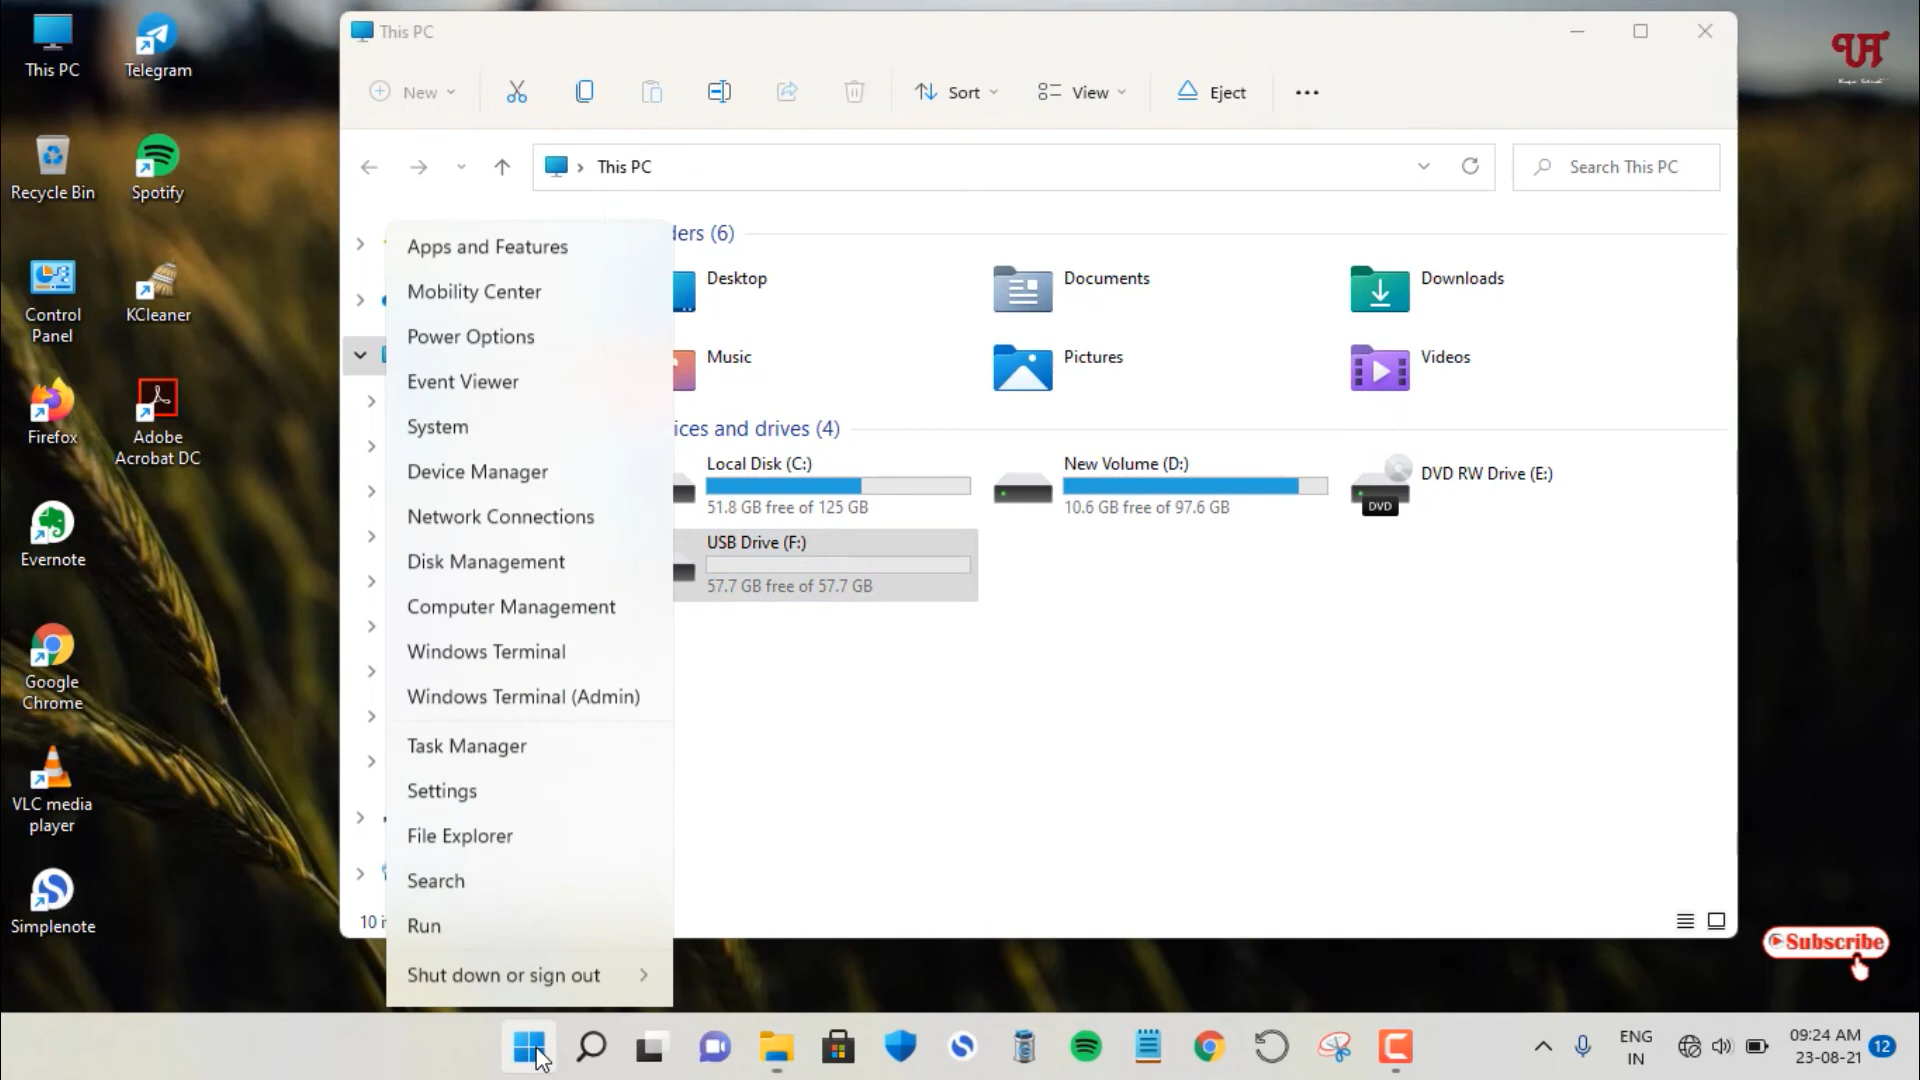 This PC
Telegram
Recycle Bin
Spotify
Control
Panel
KCleaner
Firefox
Adobe
Acrobat DC
Evernote
Google
Chrome
VLC media
player
Simplenote
This PC
New
Sort
View
Eject
This PC
Search This PC
ders (6)
Desktop
Documents
Downloads
Music
Pictures
Videos
ices and drives (4)
Local Disk (C:)
51.8 GB free of 125 GB
New Volume (D:)
10.6 GB free of 97.6 GB
DVD
DVD RW Drive (E:)
USB Drive (F:)
57.7 GB free of 57.7 GB
10 i
Apps and Features
Mobility Center
Power Options
Event Viewer
System
Device Manager
Network Connections
Disk Management
Computer Management
Windows Terminal
Windows Terminal (Admin)
Task Manager
Settings
File Explorer
Search
Run
Shut down or sign out
Subscribe
ENG
IN
09:24 AM
23-08-21
12